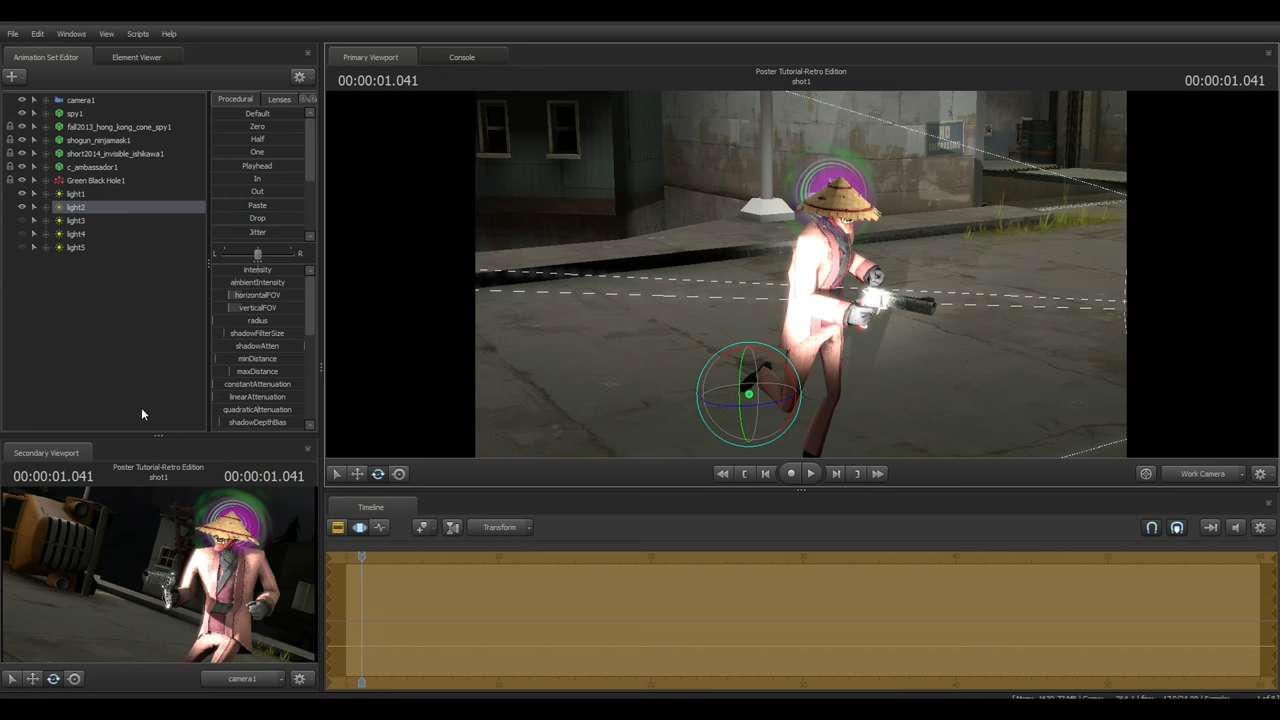 File Edit Windows View Scripts Help
Animation Set Editor Element Viewer
Primary Viewport Console
00:00:01.041 Poster Tutorial-Retro Edition 00:00:01.041
shot1
camera1
spy1
fall2013_hong_kong_cone_spy1
shogun_ninjamask1
short2014_invisible_ishikawa1
c_ambassador1
Green Black Hole1
light1
light2
light3
light4
light5
Procedural Lenses
Default
Zero
Half
One
Playhead
In
Out
Paste
Drop
Jitter
L R
intensity
ambientIntensity
horizontalFOV
verticalFOV
radius
shadowFilterSize
shadowAtten
minDistance
maxDistance
constantAttenuation
linearAttenuation
quadraticAttenuation
shadowDepthBias
Work Camera
Secondary Viewport
00:00:01.041 Poster Tutorial-Retro Edition 00:00:01.041
shot1
camera1
Timeline
Transform